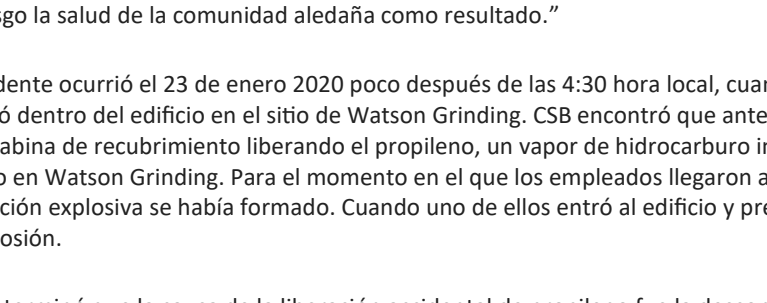 sgo la salud de la comunidad aledaña como resultado.”
dente ocurrió el 23 de enero 2020 poco después de las 4:30 hora local, cuan
ó dentro del edificio en el sitio de Watson Grinding. CSB encontró que ante
abina de recubrimiento liberando el propileno, un vapor de hidrocarburo in
o en Watson Grinding. Para el momento en el que los empleados llegaron a
ción explosiva se había formado. Cuando uno de ellos entró al edificio y pre
osión.